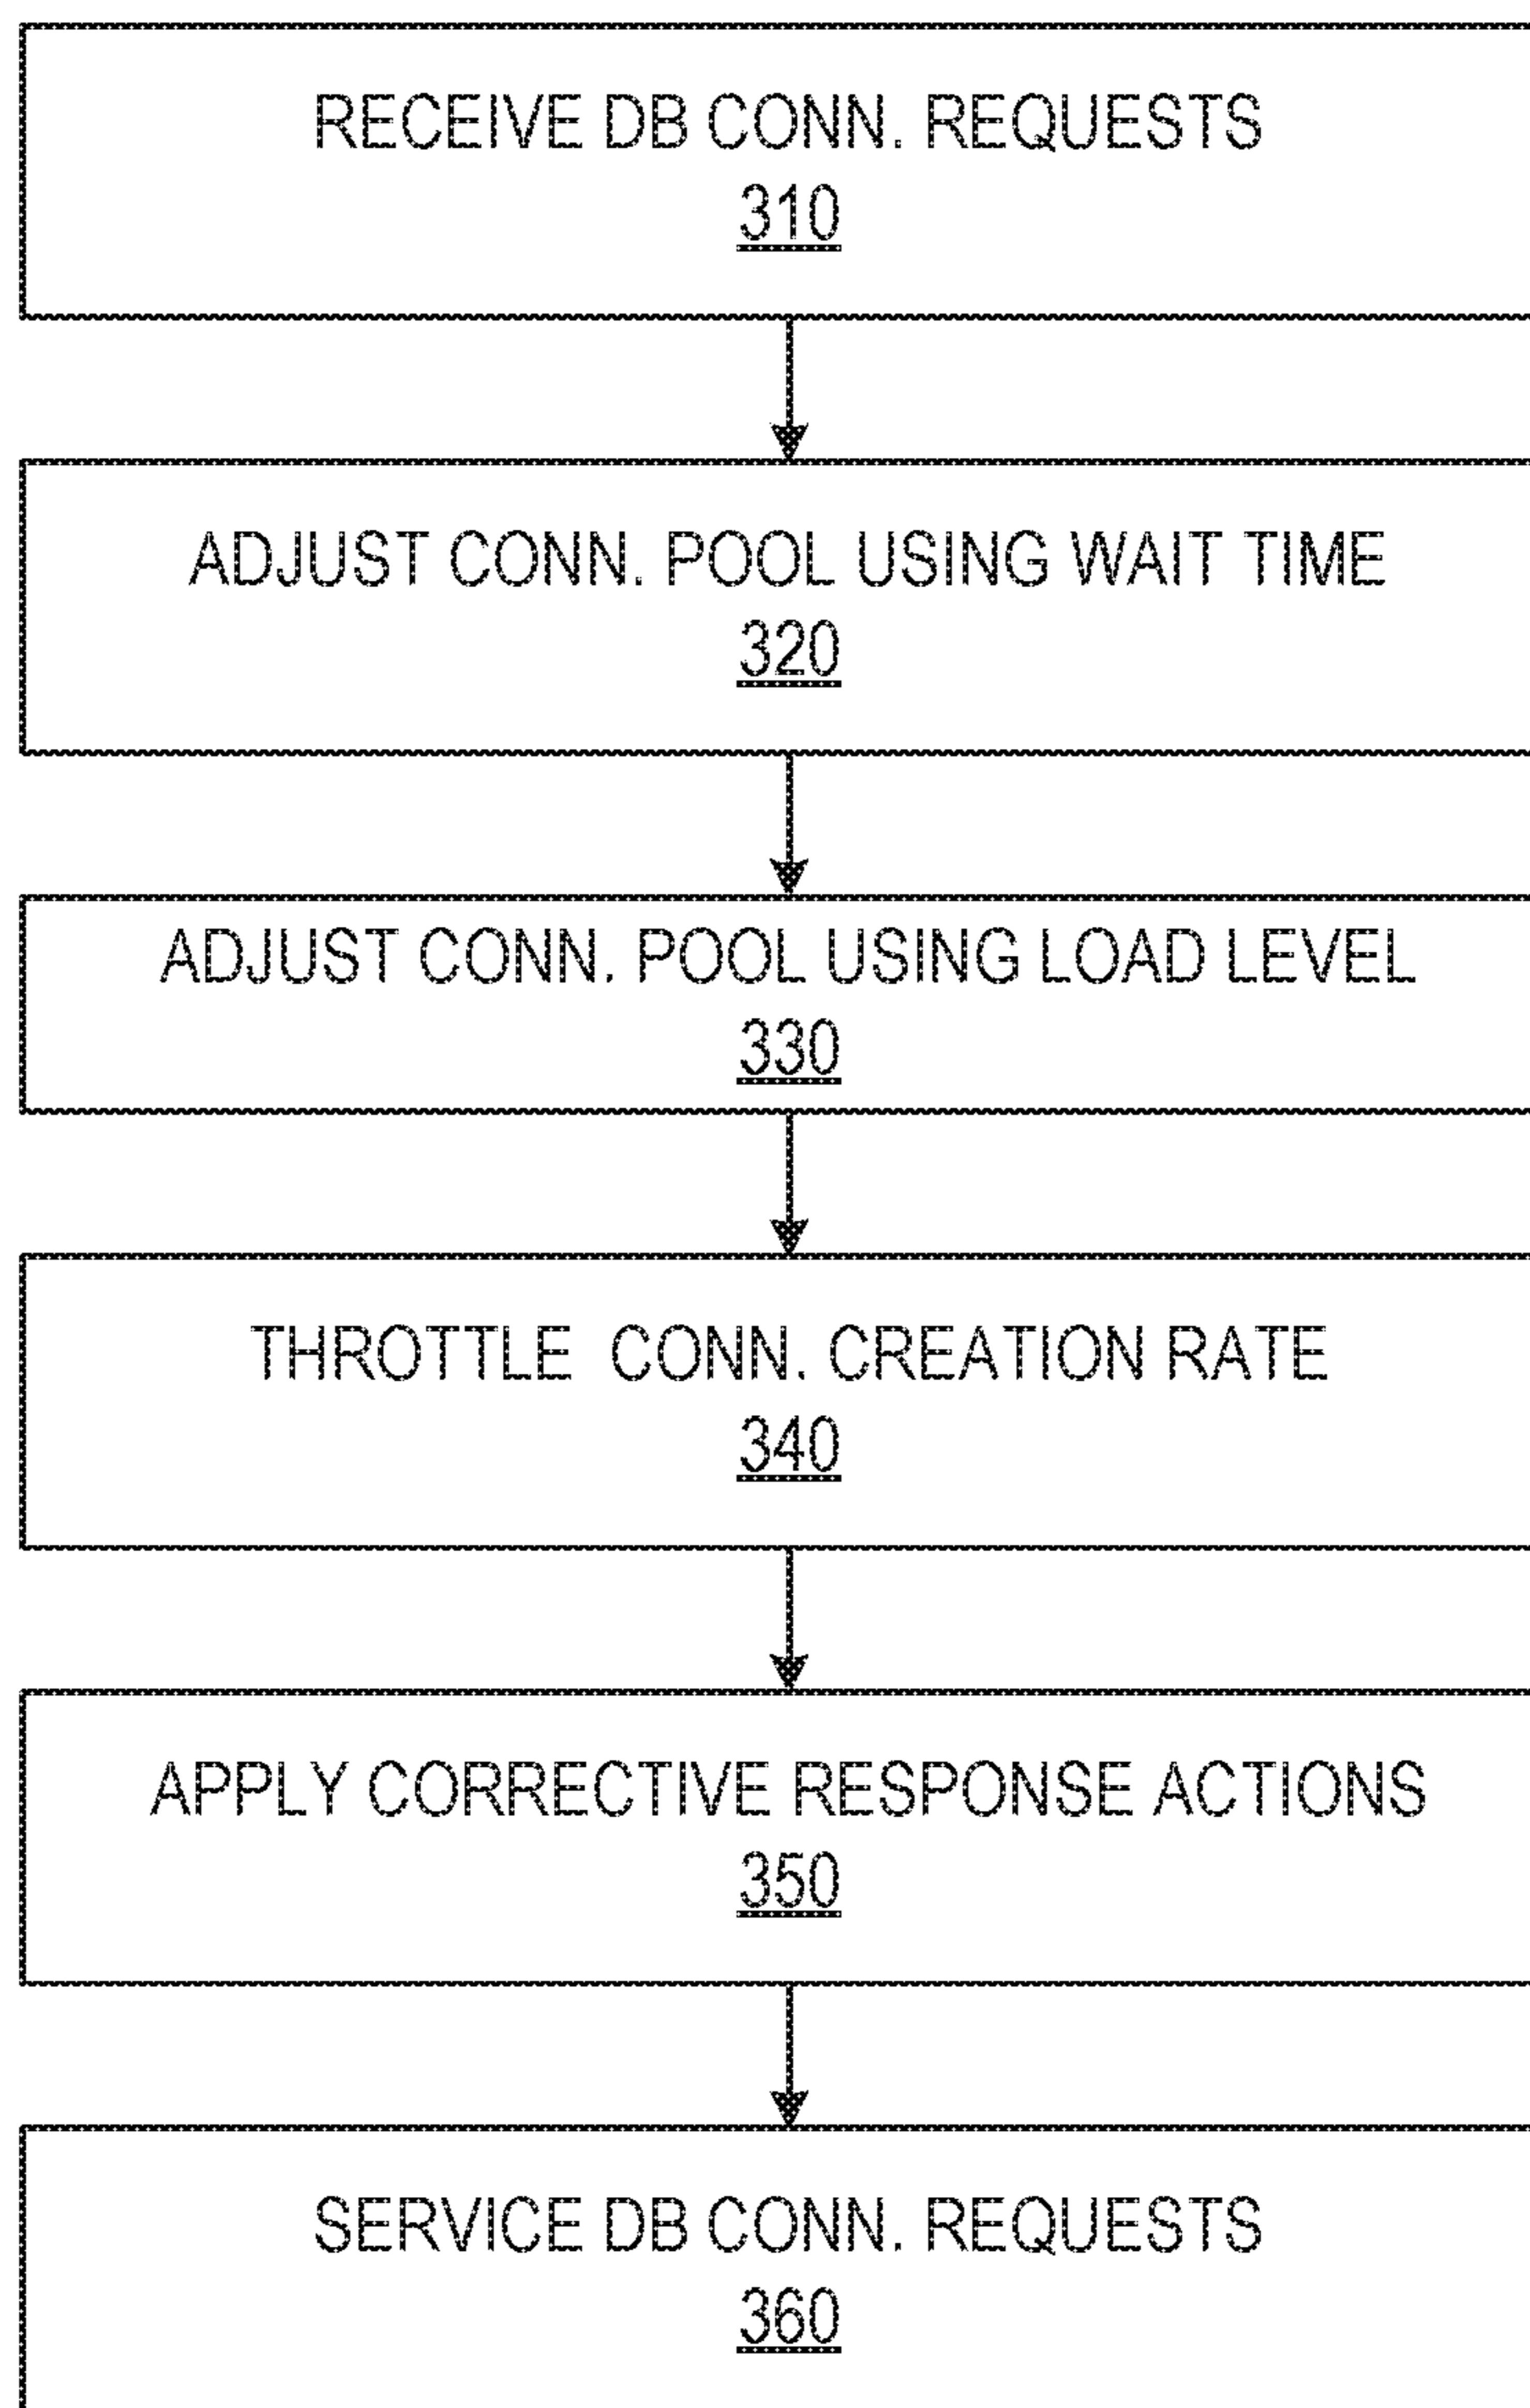 RECEIVE DB CONN. REQUESTS
310
ADJUST CONN. POOL USING WAIT TIME
320
ADJUST CONN. POOL USING LOAD LEVEL
330
THROTTLE CONN. CREATION RATE
340
APPLY CORRECTIVE RESPONSE ACTIONS
350
SERVICE DB CONN. REQUESTS
360